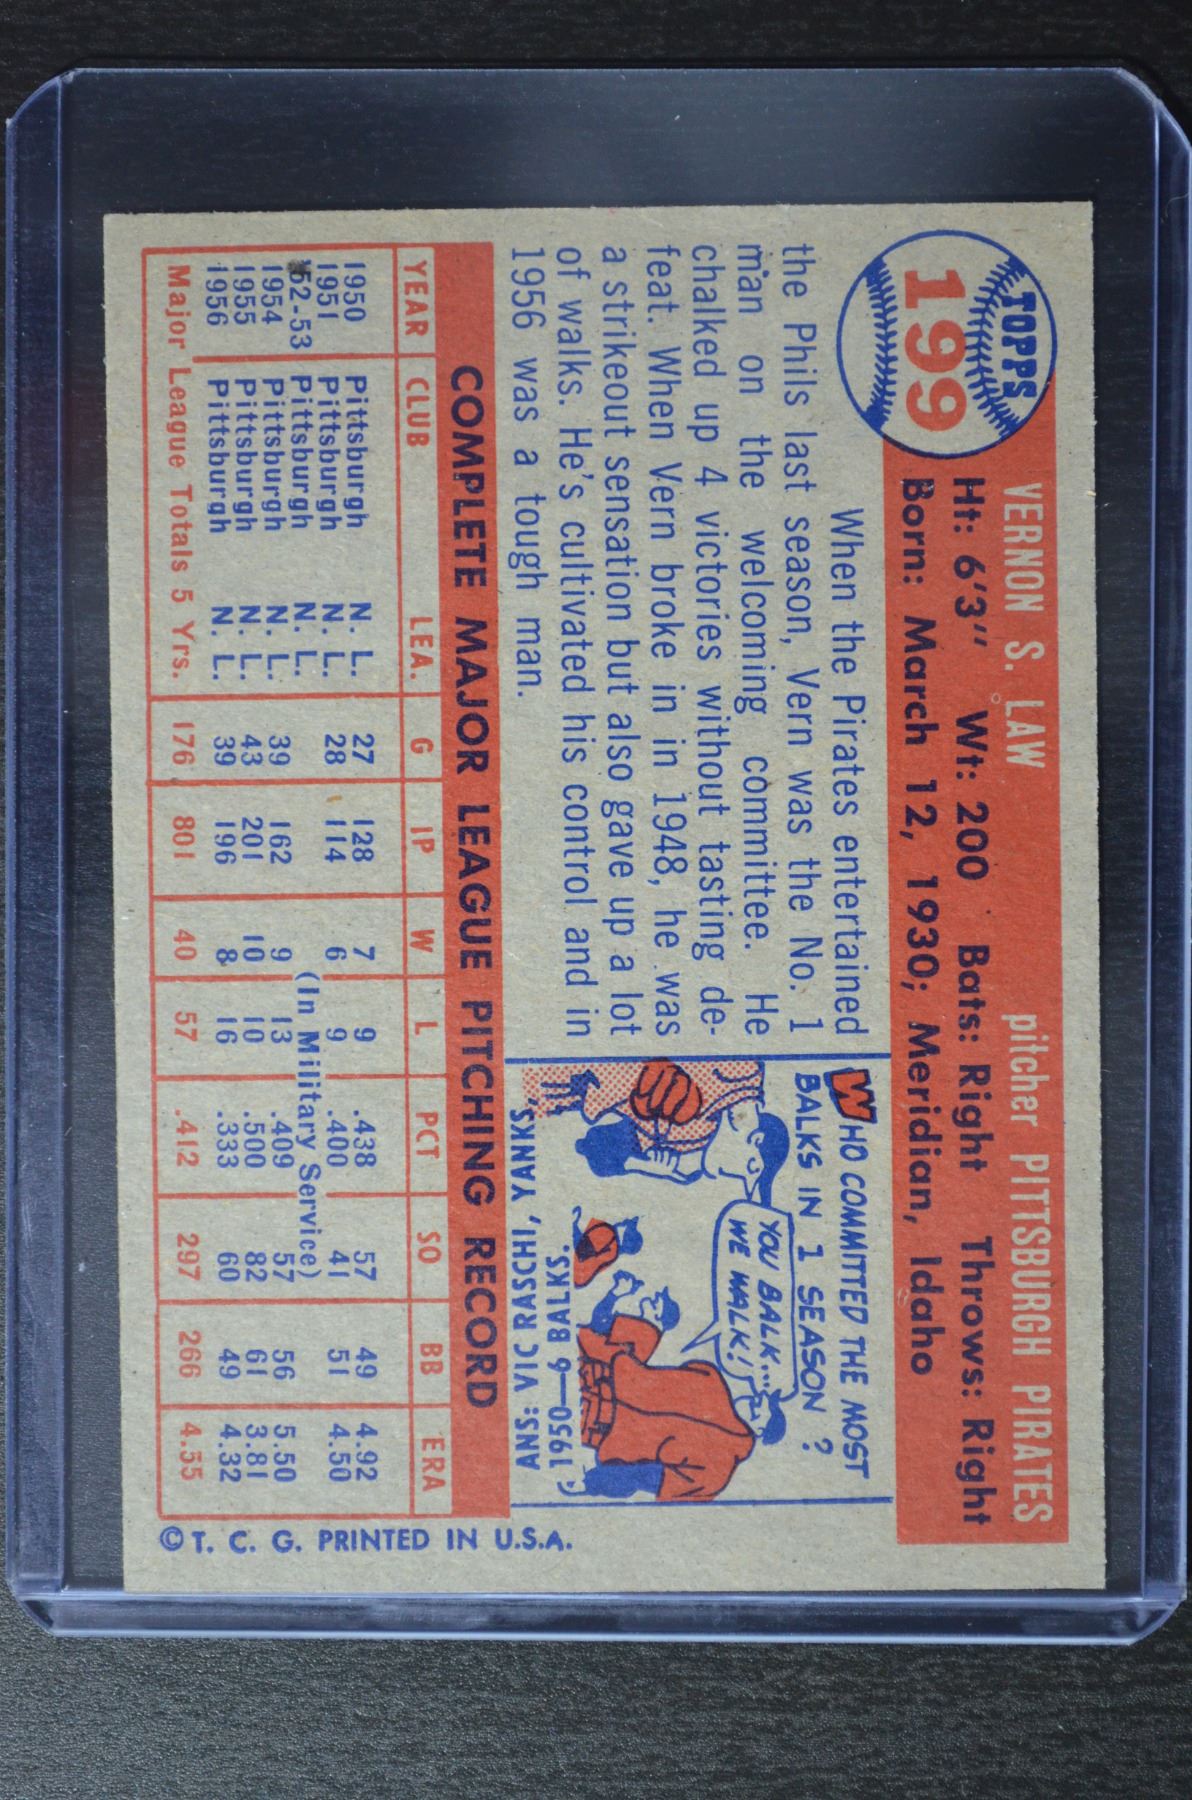 TOPPS
199
VERNON S. LAW pitcher PITTSBURGH PIRATES
Ht: 6'3" Wt: 200 Bats: Right Throws: Right
Born: March 12, 1930; Meridian, Idaho
When the Pirates entertained
the Phils last season, Vern was the No. 1
man on the welcoming committee. He
chalked up 4 victories without tasting de-
feat. When Vern broke in in 1948, he was
a strikeout sensation but also gave up a lot
of walks. He's cultivated his control and in
1956 was a tough man.
WHO COMMITTED THE MOST
BALKS IN 1 SEASON ?
YOU BALK...
WE WALK!
ANS: VIC RASCHI, YANKS,
1950—6 BALKS.
COMPLETE MAJOR LEAGUE PITCHING RECORD
YEAR CLUB LEA. G IP W L PCT SO BB ERA
1950 Pittsburgh N. L. 27 128 7 9 .438 57 49 4.92
1951 Pittsburgh N. L. 28 114 6 9 .400 41 51 4.50
'52-53 Pittsburgh N. L. (In Military Service)
1954 Pittsburgh N. L. 39 162 9 13 .409 57 56 5.50
1955 Pittsburgh N. L. 43 201 10 10 .500 82 61 3.81
1956 Pittsburgh N. L. 39 196 8 16 .333 60 49 4.32
Major League Totals 5 Yrs. 176 801 40 57 .412 297 266 4.55
© T. C. G. PRINTED IN U.S.A.